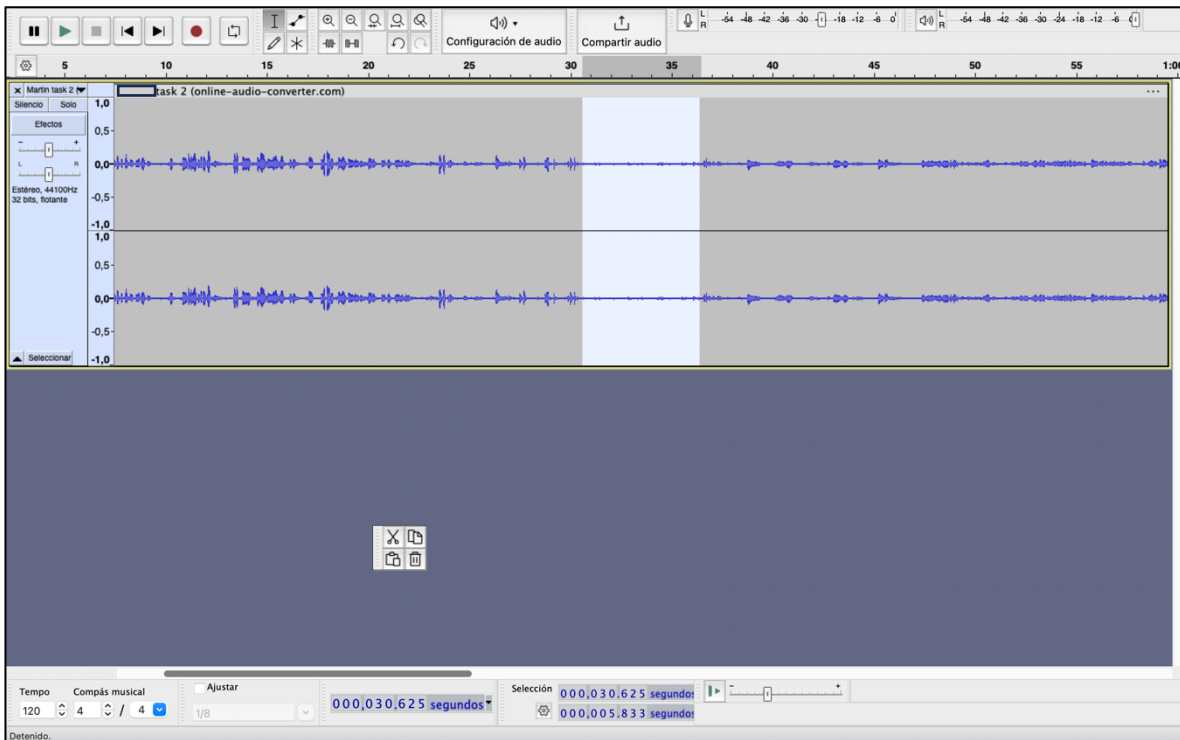 Configuración de audio
Compartir audio
L
R
-54 -48 -42 -36 -30 -18 -12 -6 0
L
R
-54 -48 -42 -36 -30 -24 -18 -12 -6
5 10 15 20 25 30 35 40 45 50 55 1:00
Martin task 2
task 2 (online-audio-converter.com)
...
Silencio Solo
Efectos
- +
L R
Estéreo, 44100Hz
32 bits, flotante
Seleccionar
1,0
0,5-
0,0-
-0,5-
-1,0
1,0
0,5-
0,0-
-0,5-
-1,0
Tempo
120
Compás musical
4 / 4
Ajustar
1/8
000,030.625 segundos
Selección
000,030.625 segundos
000,005.833 segundos
- +
Detenido.